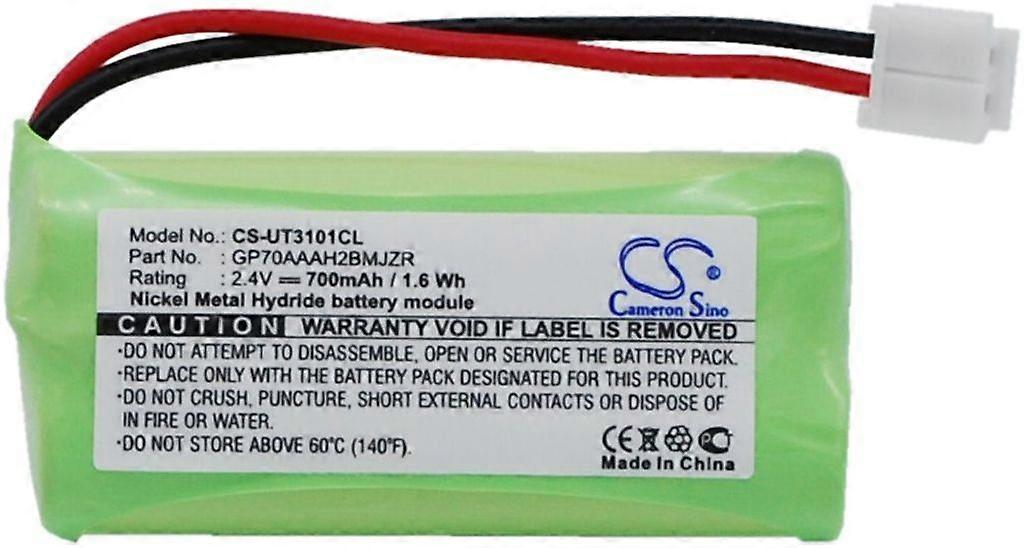 Model No.: CS-UT3101CL
Part No. : GP70AAAH2BMJZR
Rating : 2.4V ⎓ 700mAh / 1.6 Wh
Nickel Metal Hydride battery module
CS®
Cameron Sino
CAUTION WARRANTY VOID IF LABEL IS REMOVED
·DO NOT ATTEMPT TO DISASSEMBLE, OPEN OR SERVICE THE BATTERY PACK.
·REPLACE ONLY WITH THE BATTERY PACK DESIGNATED FOR THIS PRODUCT.
·DO NOT CRUSH, PUNCTURE, SHORT EXTERNAL CONTACTS OR DISPOSE OF
IN FIRE OR WATER.
·DO NOT STORE ABOVE 60°C (140°F).
CE
Made In China